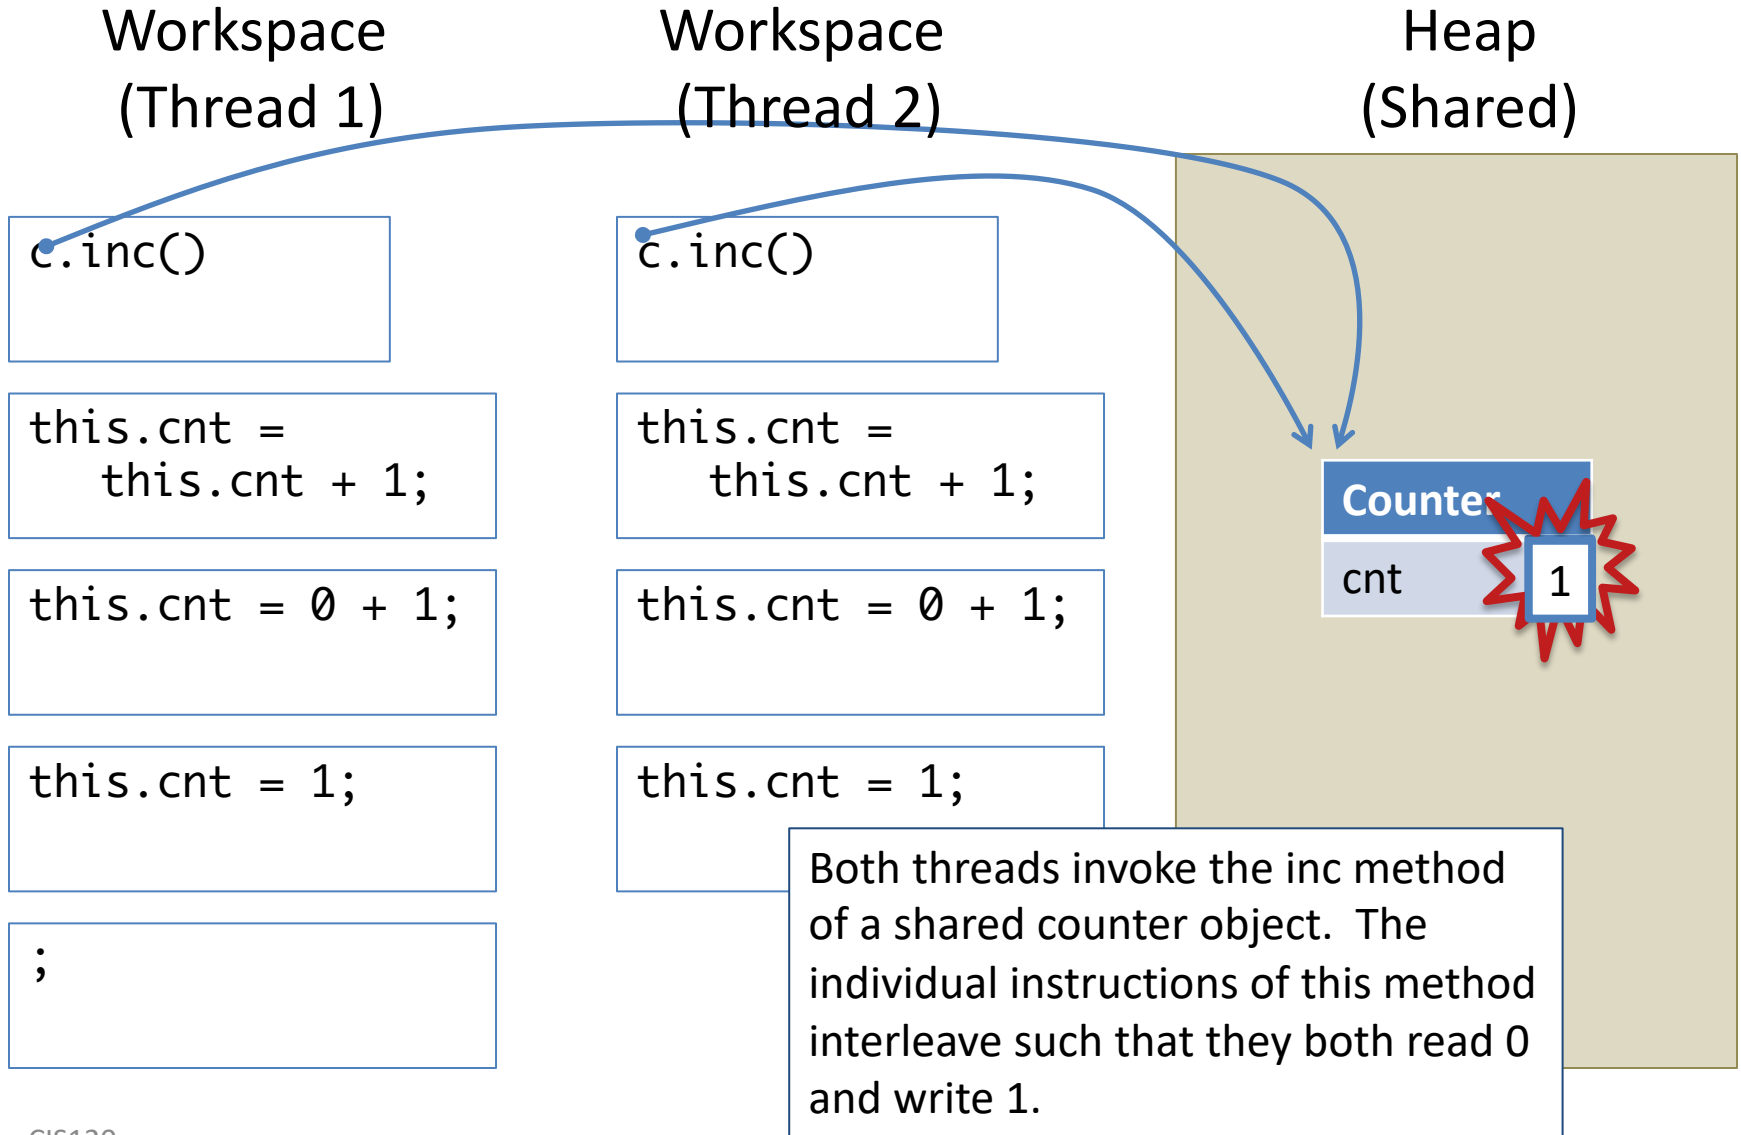 Workspace
(Thread 1)
Workspace
(Thread 2)
Heap
(Shared)
c.inc()
this.cnt =
this.cnt + 1;
this.cnt = 0 + 1;
this.cnt = 1;
;
c.inc()
this.cnt =
this.cnt + 1;
this.cnt = 0 + 1;
this.cnt = 1;
Counter
cnt 1
Both threads invoke the inc method
of a shared counter object. The
individual instructions of this method
interleave such that they both read 0
and write 1.